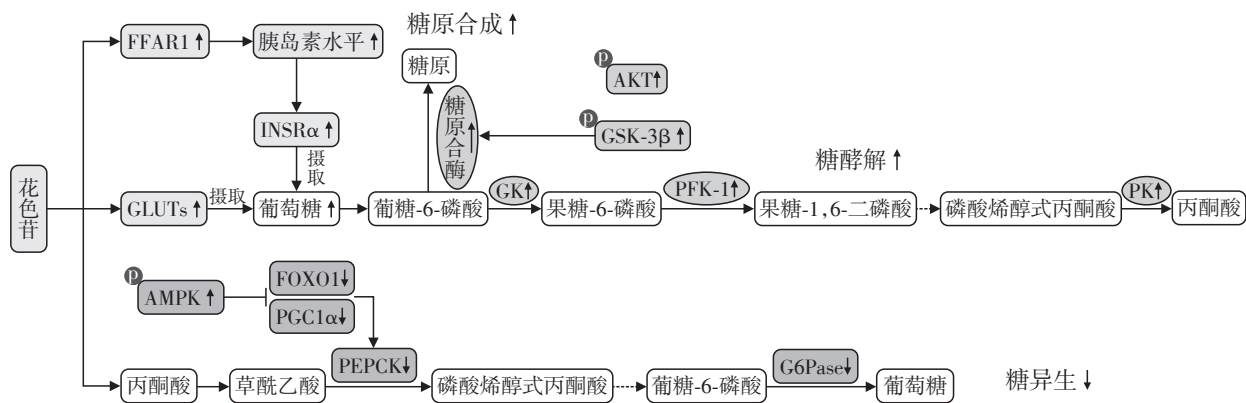 糖原合成↑
FFAR1↑
胰岛素水平↑
糖原
p
AKT↑
糖原合酶↑
p
GSK-3β↑
INSRα↑
摄取
糖酵解↑
花色苷
GLUTs↑
摄取
葡萄糖↑
葡糖-6-磷酸
GK↑
果糖-6-磷酸
PFK-1↑
果糖-1,6-二磷酸
磷酸烯醇式丙酮酸
PK↑
丙酮酸
p
AMPK↑
FOXO1↓
PGC1α↓
PEPCK↓
丙酮酸
草酰乙酸
磷酸烯醇式丙酮酸
葡糖-6-磷酸
G6Pase↓
葡萄糖
糖异生↓